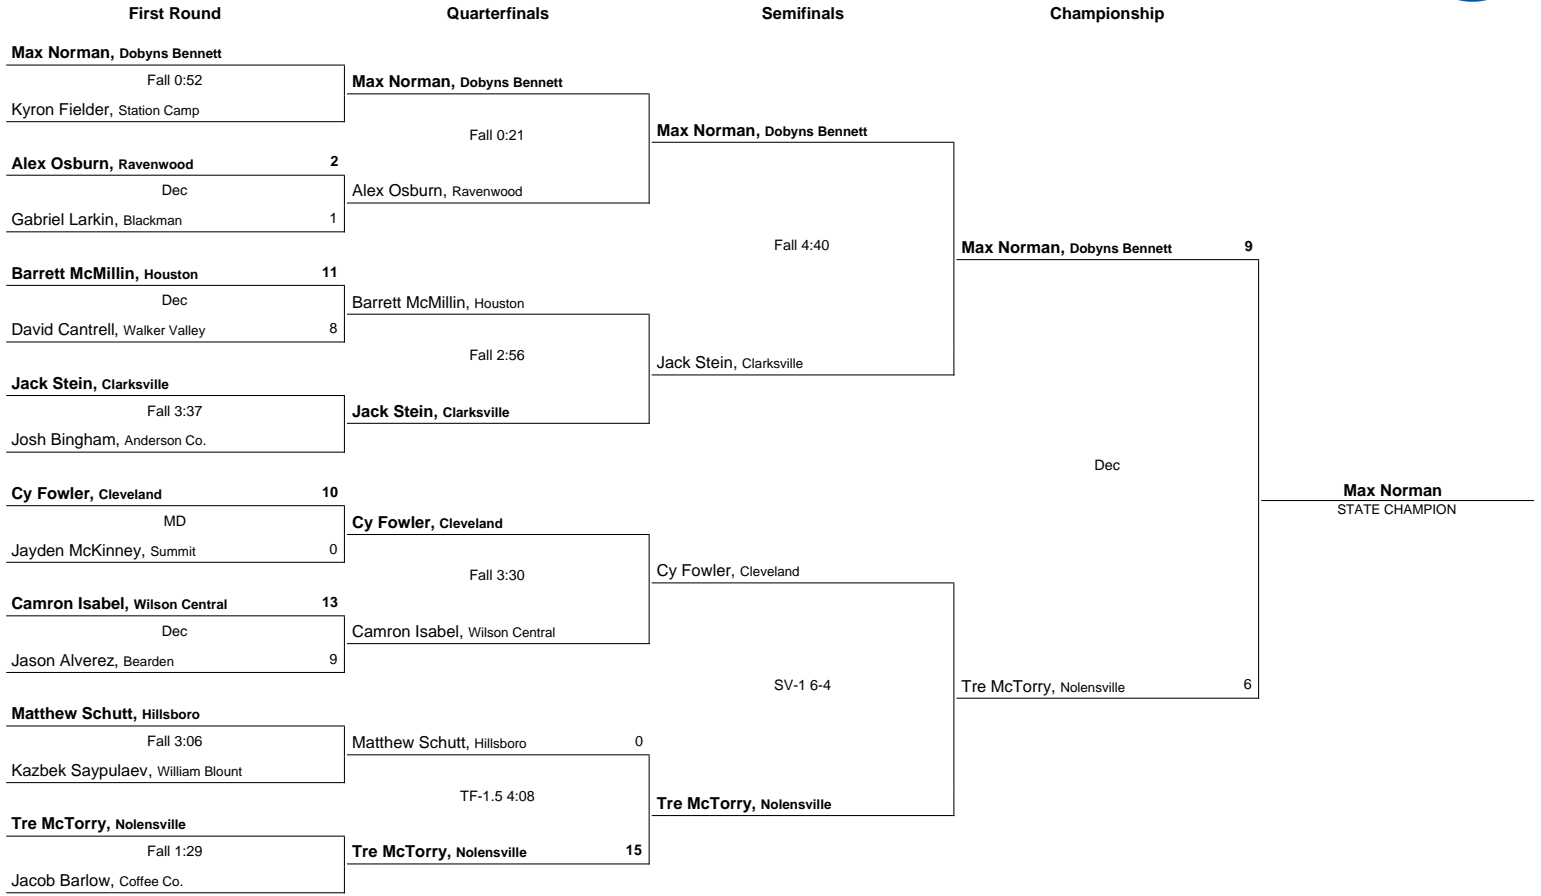 First Round
Quarterfinals
Semifinals
Championship
Max Norman, Dobyns Bennett
Fall 0:52
Kyron Fielder, Station Camp
Alex Osburn, Ravenwood 2
Dec
Gabriel Larkin, Blackman 1
Barrett McMillin, Houston 11
Dec
David Cantrell, Walker Valley 8
Jack Stein, Clarksville
Fall 3:37
Josh Bingham, Anderson Co.
Cy Fowler, Cleveland 10
MD
Jayden McKinney, Summit 0
Camron Isabel, Wilson Central 13
Dec
Jason Alverez, Bearden 9
Matthew Schutt, Hillsboro
Fall 3:06
Kazbek Saypulaev, William Blount
Tre McTorry, Nolensville
Fall 1:29
Jacob Barlow, Coffee Co.
Max Norman, Dobyns Bennett
Fall 0:21
Alex Osburn, Ravenwood
Barrett McMillin, Houston
Fall 2:56
Jack Stein, Clarksville
Cy Fowler, Cleveland
Fall 3:30
Camron Isabel, Wilson Central
Matthew Schutt, Hillsboro 0
TF-1.5 4:08
Tre McTorry, Nolensville 15
Max Norman, Dobyns Bennett
Fall 4:40
Jack Stein, Clarksville
Cy Fowler, Cleveland
SV-1 6-4
Tre McTorry, Nolensville
Max Norman, Dobyns Bennett 9
Dec
Tre McTorry, Nolensville 6
Max Norman
STATE CHAMPION